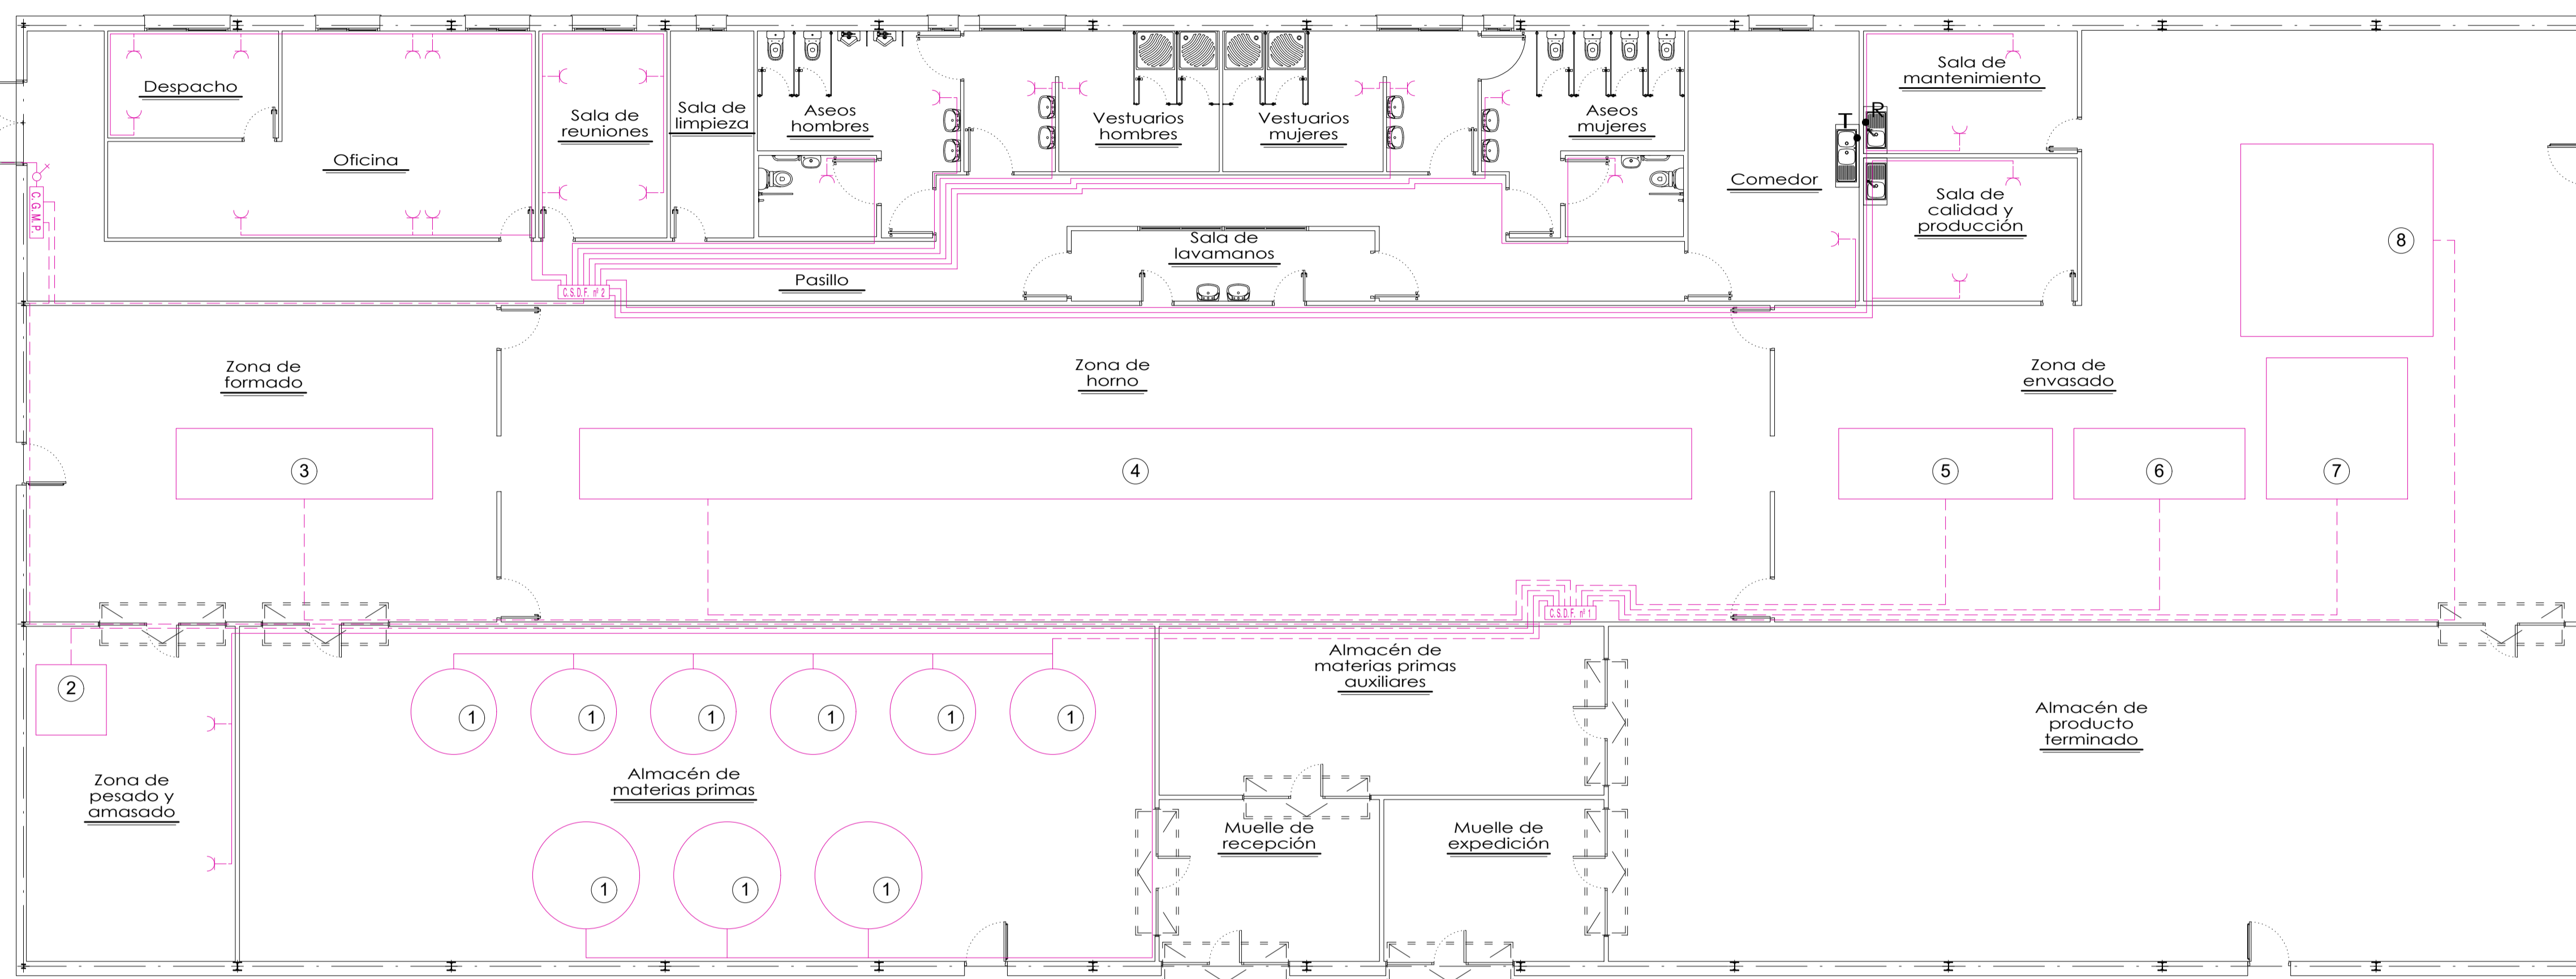 Despacho
Oficina
Sala de
reuniones
Sala de
limpieza
Aseos
hombres
Vestuarios
hombres
Vestuarios
mujeres
Aseos
mujeres
Comedor
T
R
Sala de
mantenimiento
Sala de
calidad y
producción
C.G.M.P.
Sala de
lavamanos
Pasillo
C.S.D.F. nº 2
8
Zona de
formado
Zona de
horno
Zona de
envasado
3
4
5
6
7
C.S.D.F. nº 1
2
1
1
1
1
1
1
Almacén de
materias primas
auxiliares
Almacén de
producto
terminado
Zona de
pesado y
amasado
Almacén de
materias primas
Muelle de
recepción
Muelle de
expedición
1
1
1